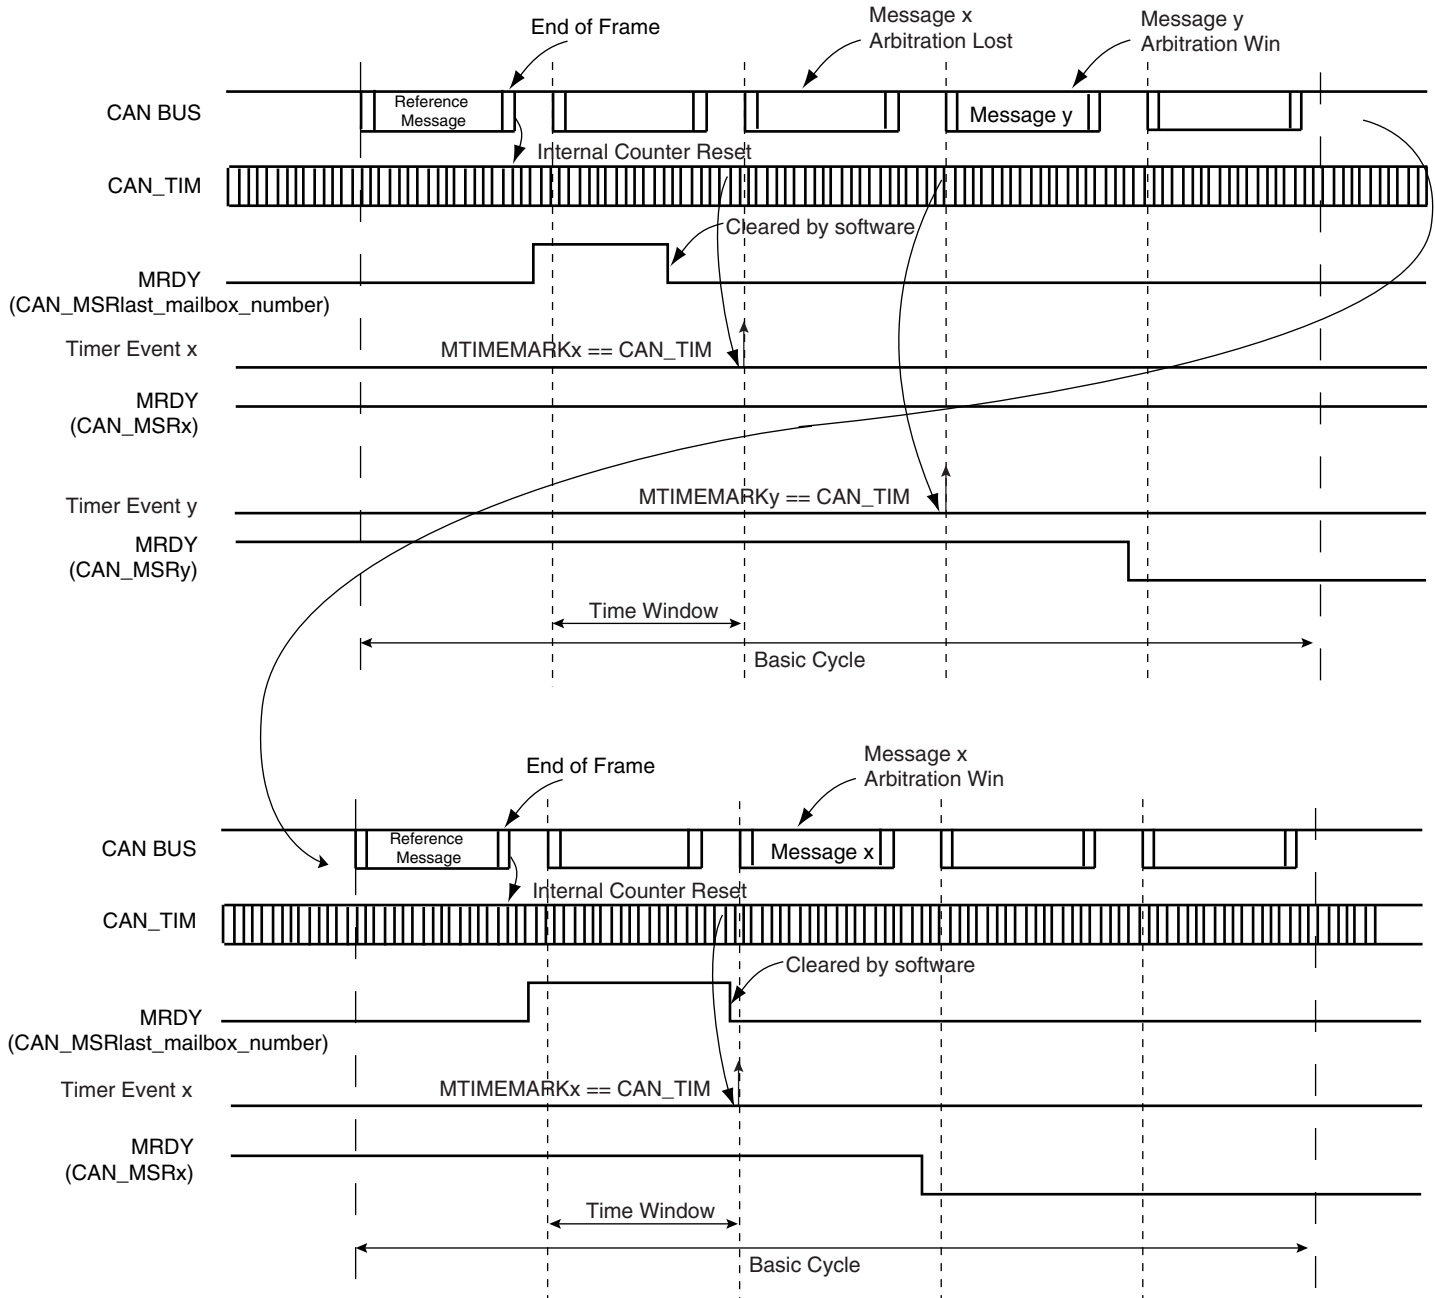 End of Frame
Message x
Arbitration Lost
Message y
Arbitration Win
CAN BUS
Reference
Message
Message y
Internal Counter Reset
CAN_TIM
Cleared by software
MRDY
(CAN_MSRlast_mailbox_number)
Timer Event x
MTIMEMARKx == CAN_TIM
MRDY
(CAN_MSRx)
Timer Event y
MTIMEMARKy == CAN_TIM
MRDY
(CAN_MSRy)
Time Window
Basic Cycle
Message x
Arbitration Win
End of Frame
CAN BUS
Reference
Message
Message x
Internal Counter Reset
CAN_TIM
Cleared by software
MRDY
(CAN_MSRlast_mailbox_number)
Timer Event x
MTIMEMARKx == CAN_TIM
MRDY
(CAN_MSRx)
Time Window
Basic Cycle